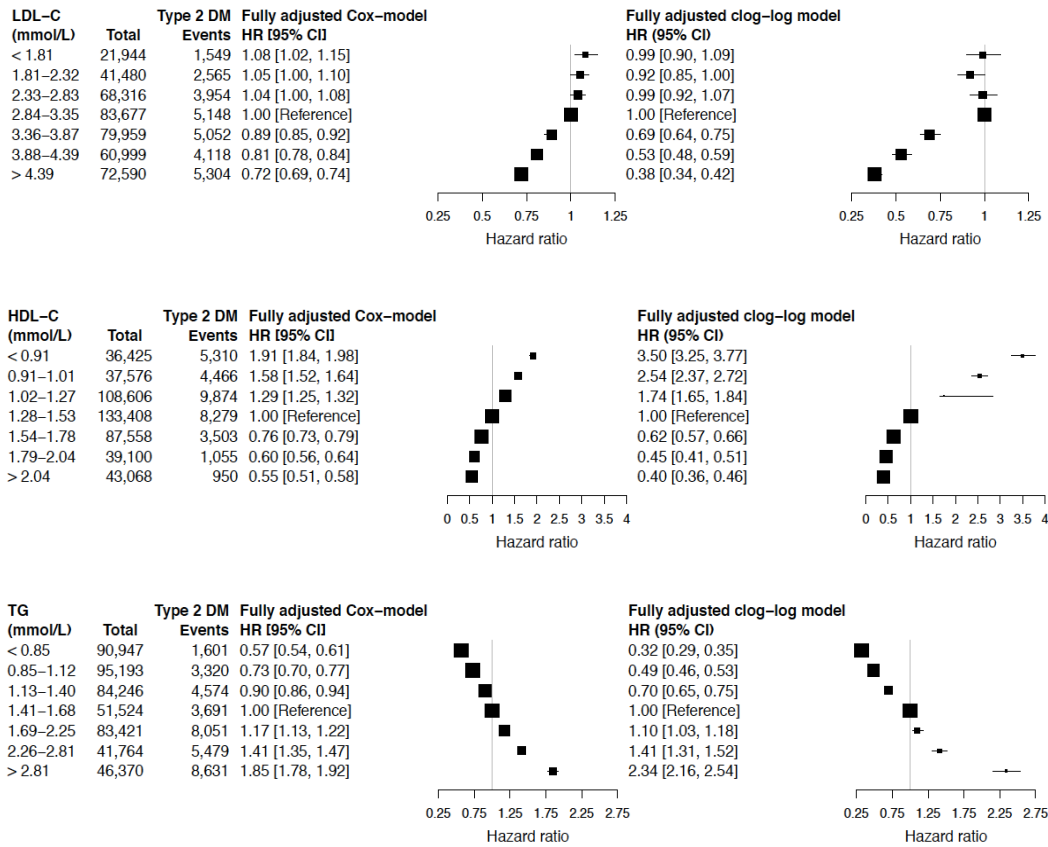 LDL−C Type 2 DM Fully adjusted Cox−model Fully adjusted clog−log model
(mmol/L) Total Events HR [95% CI] HR (95% CI)
< 1.81 21,944 1,549 1.08 [1.02, 1.15] 0.99 [0.90, 1.09]
1.81−2.32 41,480 2,565 1.05 [1.00, 1.10] 0.92 [0.85, 1.00]
2.33−2.83 68,316 3,954 1.04 [1.00, 1.08] 0.99 [0.92, 1.07]
2.84−3.35 83,677 5,148 1.00 [Reference] 1.00 [Reference]
3.36−3.87 79,959 5,052 0.89 [0.85, 0.92] 0.69 [0.64, 0.75]
3.88−4.39 60,999 4,118 0.81 [0.78, 0.84] 0.53 [0.48, 0.59]
> 4.39 72,590 5,304 0.72 [0.69, 0.74] 0.38 [0.34, 0.42]
0.25 0.5 0.75 1 1.25 0.25 0.5 0.75 1 1.25
Hazard ratio Hazard ratio
HDL−C Type 2 DM Fully adjusted Cox−model Fully adjusted clog−log model
(mmol/L) Total Events HR [95% CI] HR (95% CI)
< 0.91 36,425 5,310 1.91 [1.84, 1.98] 3.50 [3.25, 3.77]
0.91−1.01 37,576 4,466 1.58 [1.52, 1.64] 2.54 [2.37, 2.72]
1.02−1.27 108,606 9,874 1.29 [1.25, 1.32] 1.74 [1.65, 1.84]
1.28−1.53 133,408 8,279 1.00 [Reference] 1.00 [Reference]
1.54−1.78 87,558 3,503 0.76 [0.73, 0.79] 0.62 [0.57, 0.66]
1.79−2.04 39,100 1,055 0.60 [0.56, 0.64] 0.45 [0.41, 0.51]
> 2.04 43,068 950 0.55 [0.51, 0.58] 0.40 [0.36, 0.46]
0 0.5 1 1.5 2 2.5 3 3.5 4 0 0.5 1 1.5 2 2.5 3 3.5 4
Hazard ratio Hazard ratio
TG Type 2 DM Fully adjusted Cox−model Fully adjusted clog−log model
(mmol/L) Total Events HR [95% CI] HR (95% CI)
< 0.85 90,947 1,601 0.57 [0.54, 0.61] 0.32 [0.29, 0.35]
0.85−1.12 95,193 3,320 0.73 [0.70, 0.77] 0.49 [0.46, 0.53]
1.13−1.40 84,246 4,574 0.90 [0.86, 0.94] 0.70 [0.65, 0.75]
1.41−1.68 51,524 3,691 1.00 [Reference] 1.00 [Reference]
1.69−2.25 83,421 8,051 1.17 [1.13, 1.22] 1.10 [1.03, 1.18]
2.26−2.81 41,764 5,479 1.41 [1.35, 1.47] 1.41 [1.31, 1.52]
> 2.81 46,370 8,631 1.85 [1.78, 1.92] 2.34 [2.16, 2.54]
0.25 0.75 1.25 1.75 2.25 2.75 0.25 0.75 1.25 1.75 2.25 2.75
Hazard ratio Hazard ratio